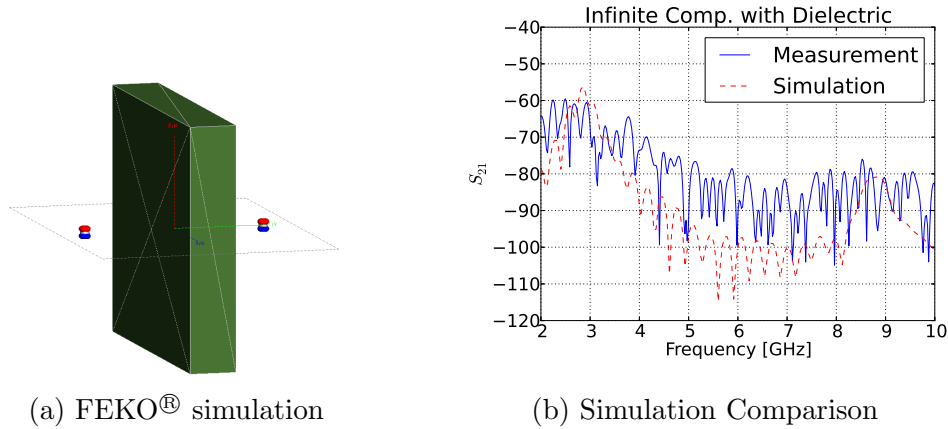 Infinite Comp. with Dielectric
−40
−50
−60
−70
−80
−90
−100
−110
−120
S₂₁
Measurement
Simulation
2 3 4 5 6 7 8 9 10
Frequency [GHz]
(a) FEKO® simulation
(b) Simulation Comparison